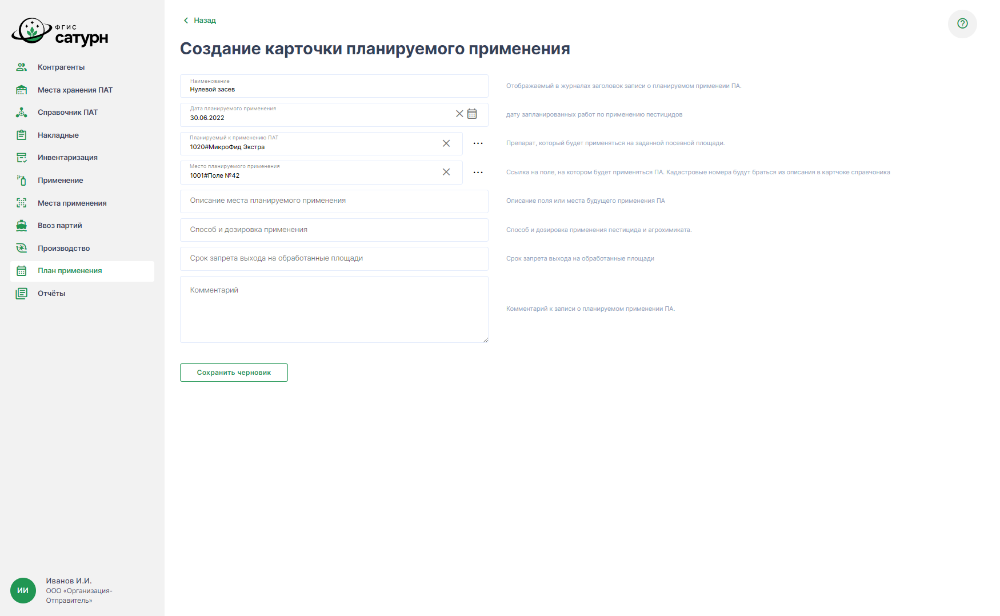 ФГИС
сатурн
Контрагенты
Места хранения ПАТ
Справочник ПАТ
Накладные
Инвентаризация
Применение
Места применения
Ввоз партий
Производство
План применения
Отчёты
ИИ
Иванов И.И.
ООО «Организация-
Отправитель»
Назад
Создание карточки планируемого применения
Наименование
Нулевой засев
Отображаемый в журналах заголовок записи о планируемом применеии ПА.
Дата планируемого применения
30.06.2022
дату запланированных работ по применению пестицидов
Планируемый к применению ПАТ
1020#МикроФид Экстра
Препарат, который будет применяться на заданной посевной площади.
Место планируемого применения
1001#Поле №42
Ссылка на поле, на котором будет применяться ПА. Кадастровые номера будут браться из описания в картчоке справчоника
Описание места планируемого применения
Описание поля или места будущего применения ПА
Способ и дозировка применения
Способ и дозировка применения пестицида и агрохимиката.
Срок запрета выхода на обработанные площади
Срок запрета выхода на обработанные площади
Комментарий
Комментарий к записи о планируемом применении ПА.
Сохранить черновик